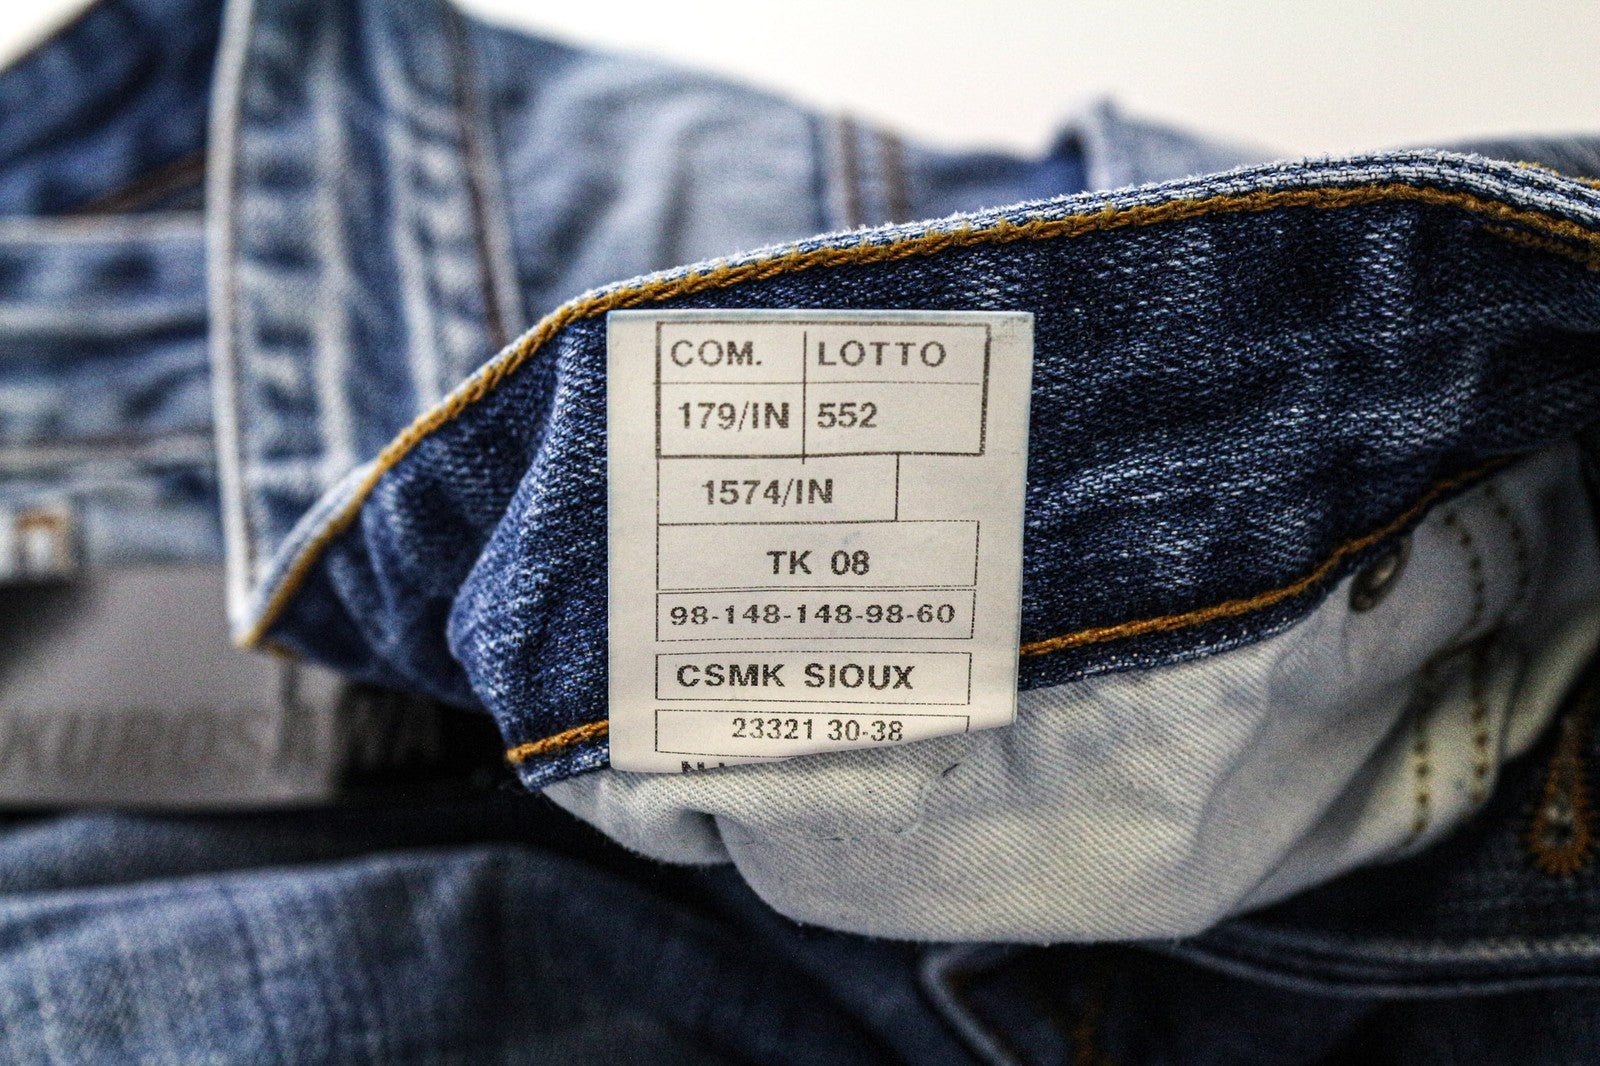 COM. LOTTO
179/IN 552
1574/IN
TK 08
98-148-148-98-60
CSMK SIOUX
23321 30-38